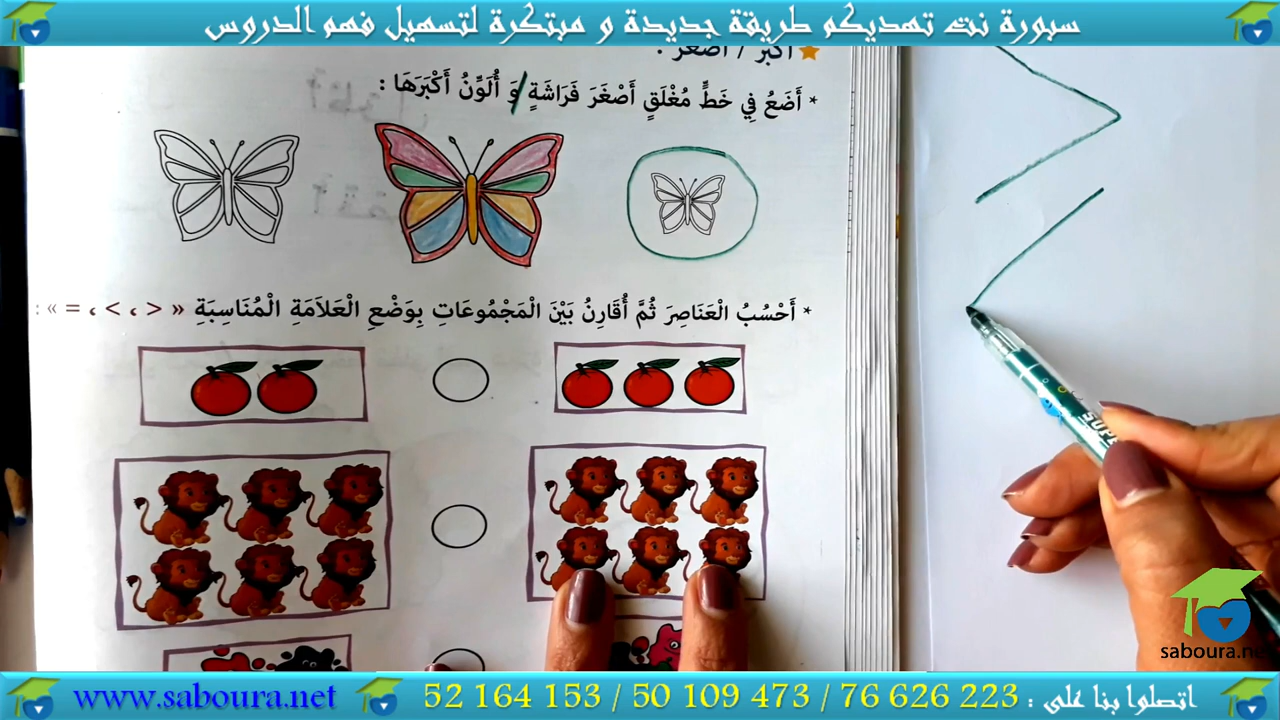 سبورة نت تهديكم طريقة جديدة و مبتكرة لتسهيل فهم الدروس
أكبر / أصغر :
* أَضَعُ فِي خَطٍّ مُغْلَقٍ أَصْغَرَ فَرَاشَةٍ / وَ أُلَوِّنُ أَكْبَرَهَا :
* أَحْسُبُ الْعَنَاصِرَ ثُمَّ أُقَارِنُ بَيْنَ الْمَجْمُوعَاتِ بِوَضْعِ الْعَلاَمَةِ الْمُنَاسِبَةِ « < ، > ، = » :
saboura.net
www.saboura.net
52 164 153 / 50 109 473 / 76 626 223 : اتصلوا بنا على